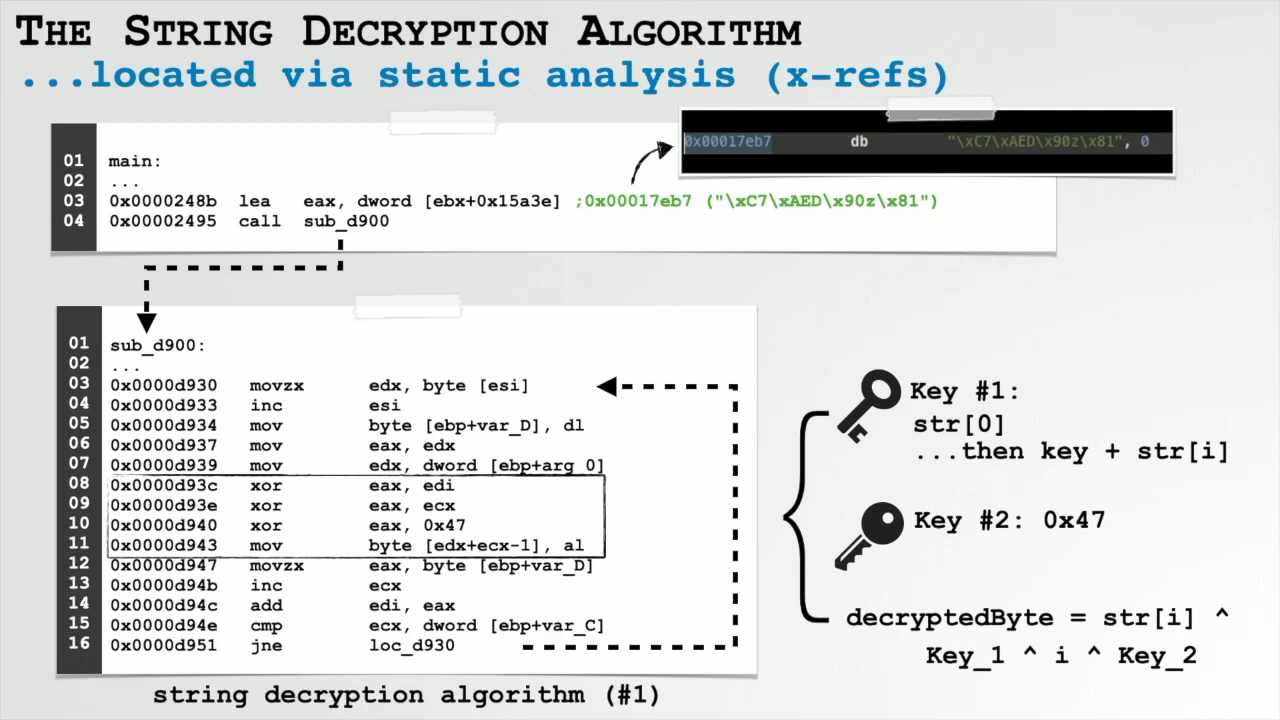 THE STRING DECRYPTION ALGORITHM
...located via static analysis (x-refs)
0x00017eb7 db "\xC7\xAED\x90z\x81", 0
01 main:
02 ...
03 0x0000248b lea eax, dword [ebx+0x15a3e] ;0x00017eb7 ("\xC7\xAED\x90z\x81")
04 0x00002495 call sub_d900
01 sub_d900:
02 ...
03 0x0000d930 movzx edx, byte [esi]
04 0x0000d933 inc esi
05 0x0000d934 mov byte [ebp+var_D], dl
06 0x0000d937 mov eax, edx
07 0x0000d939 mov edx, dword [ebp+arg_0]
08 0x0000d93c xor eax, edi
09 0x0000d93e xor eax, ecx
10 0x0000d940 xor eax, 0x47
11 0x0000d943 mov byte [edx+ecx-1], al
12 0x0000d947 movzx eax, byte [ebp+var_D]
13 0x0000d94b inc ecx
14 0x0000d94c add edi, eax
15 0x0000d94e cmp ecx, dword [ebp+var_C]
16 0x0000d951 jne loc_d930
string decryption algorithm (#1)
Key #1:
str[0]
...then key + str[i]
Key #2: 0x47
decryptedByte = str[i] ^
Key_1 ^ i ^ Key_2